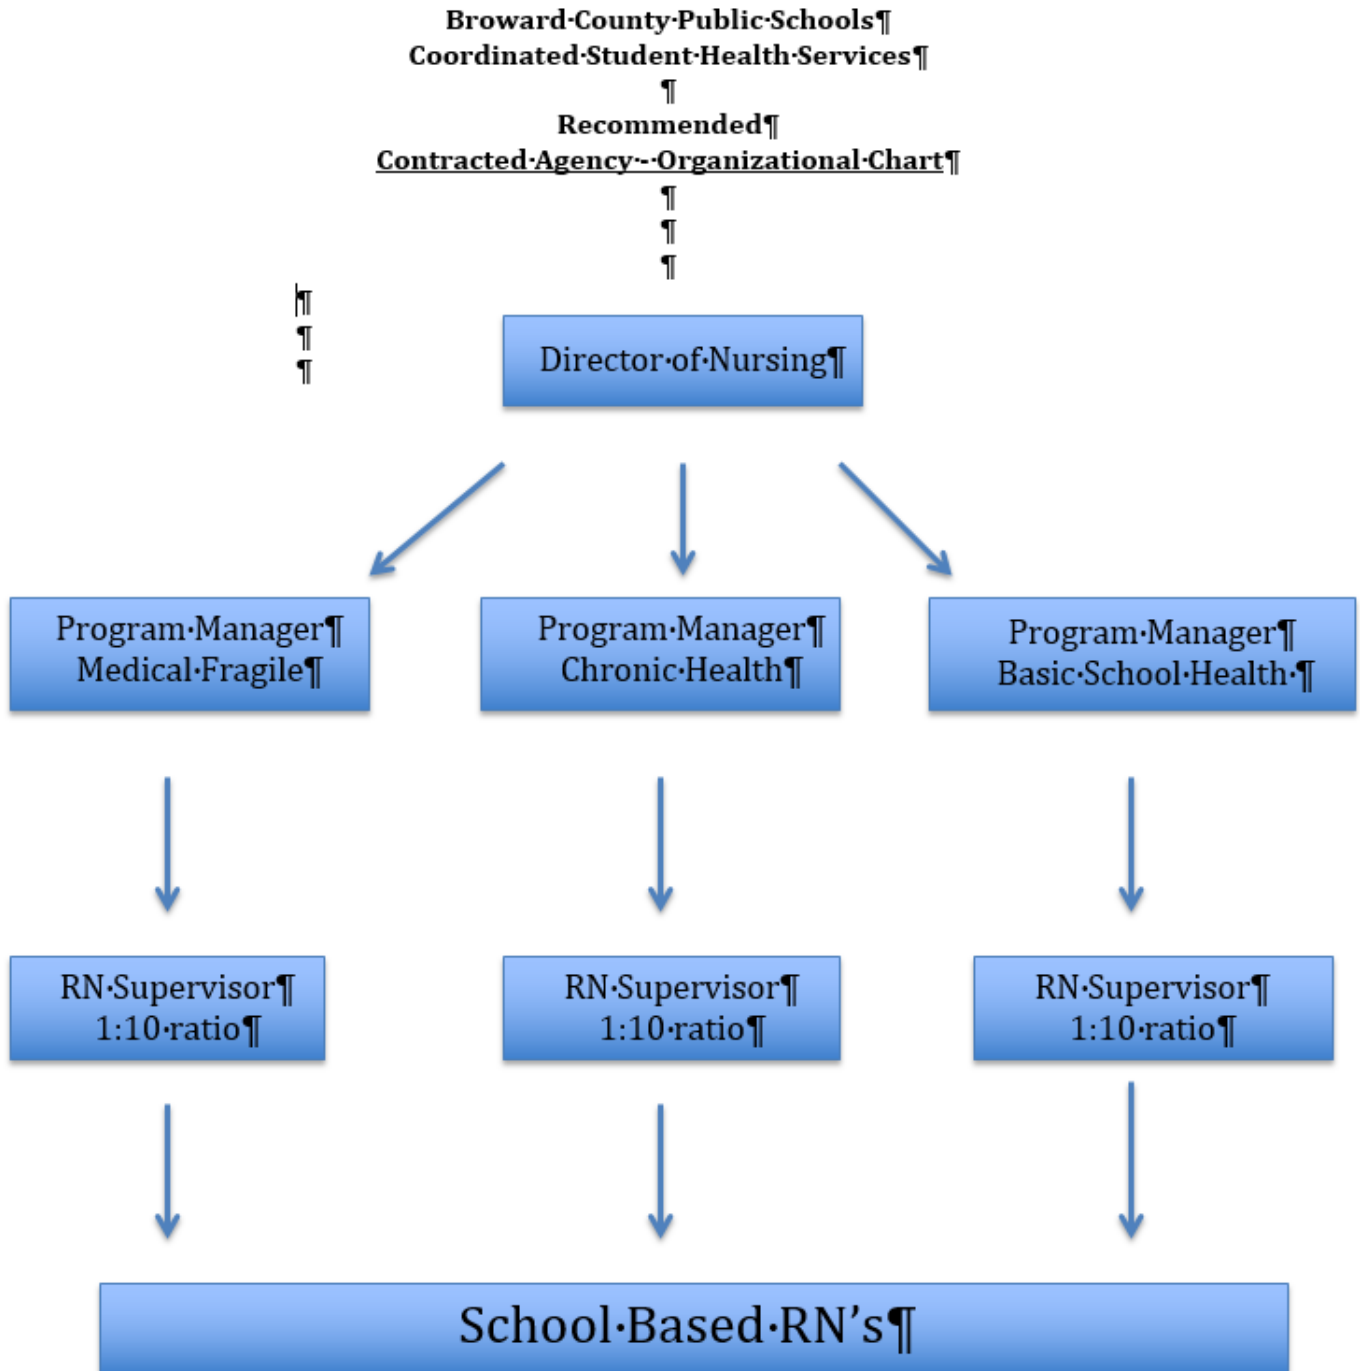 Broward·County·Public·Schools¶
Coordinated·Student·Health·Services¶
¶
Recommended¶
Contracted·Agency·-·Organizational·Chart¶
¶
¶
¶
¶
¶
¶
Director·of·Nursing¶
Program·Manager¶
Medical·Fragile¶
Program·Manager¶
Chronic·Health¶
Program·Manager¶
Basic·School·Health·¶
RN·Supervisor¶
1:10·ratio¶
RN·Supervisor¶
1:10·ratio¶
RN·Supervisor¶
1:10·ratio¶
School·Based·RN’s¶